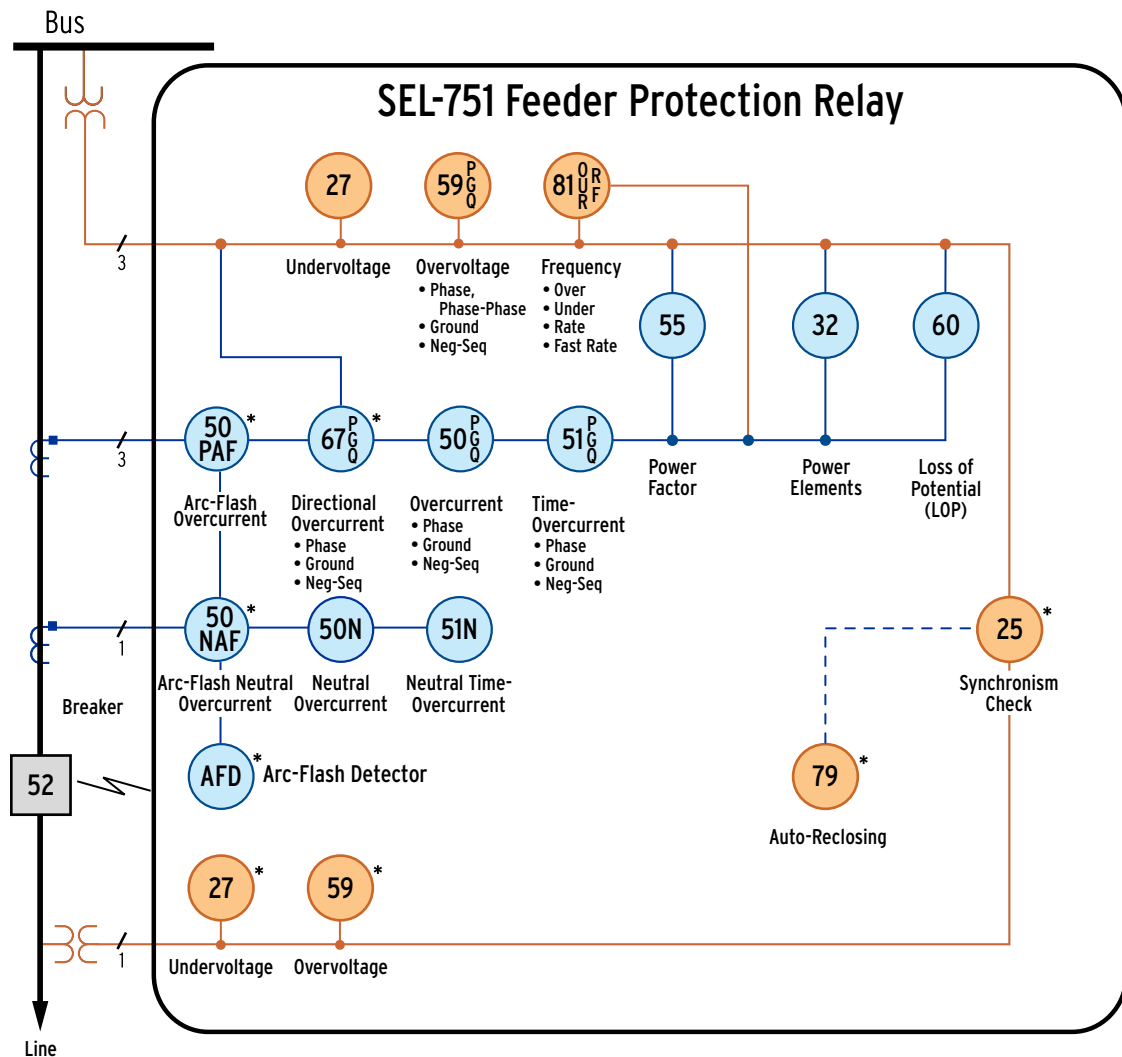 Bus
SEL-751 Feeder Protection Relay
27
59 P G Q
81 O U R R F
3
Undervoltage
Overvoltage
• Phase,
Phase-Phase
• Ground
• Neg-Seq
Frequency
• Over
• Under
• Rate
• Fast Rate
55
32
60
50 PAF *
67 P G Q *
50 P G Q
51 P G Q
3
Arc-Flash
Overcurrent
Directional
Overcurrent
• Phase
• Ground
• Neg-Seq
Overcurrent
• Phase
• Ground
• Neg-Seq
Time-
Overcurrent
• Phase
• Ground
• Neg-Seq
Power
Factor
Power
Elements
Loss of
Potential
(LOP)
50 NAF *
50N
51N
25 *
1
Arc-Flash Neutral
Overcurrent
Neutral
Overcurrent
Neutral Time-
Overcurrent
Synchronism
Check
Breaker
52
AFD *
Arc-Flash Detector
79 *
Auto-Reclosing
27 *
59 *
1
Undervoltage
Overvoltage
Line